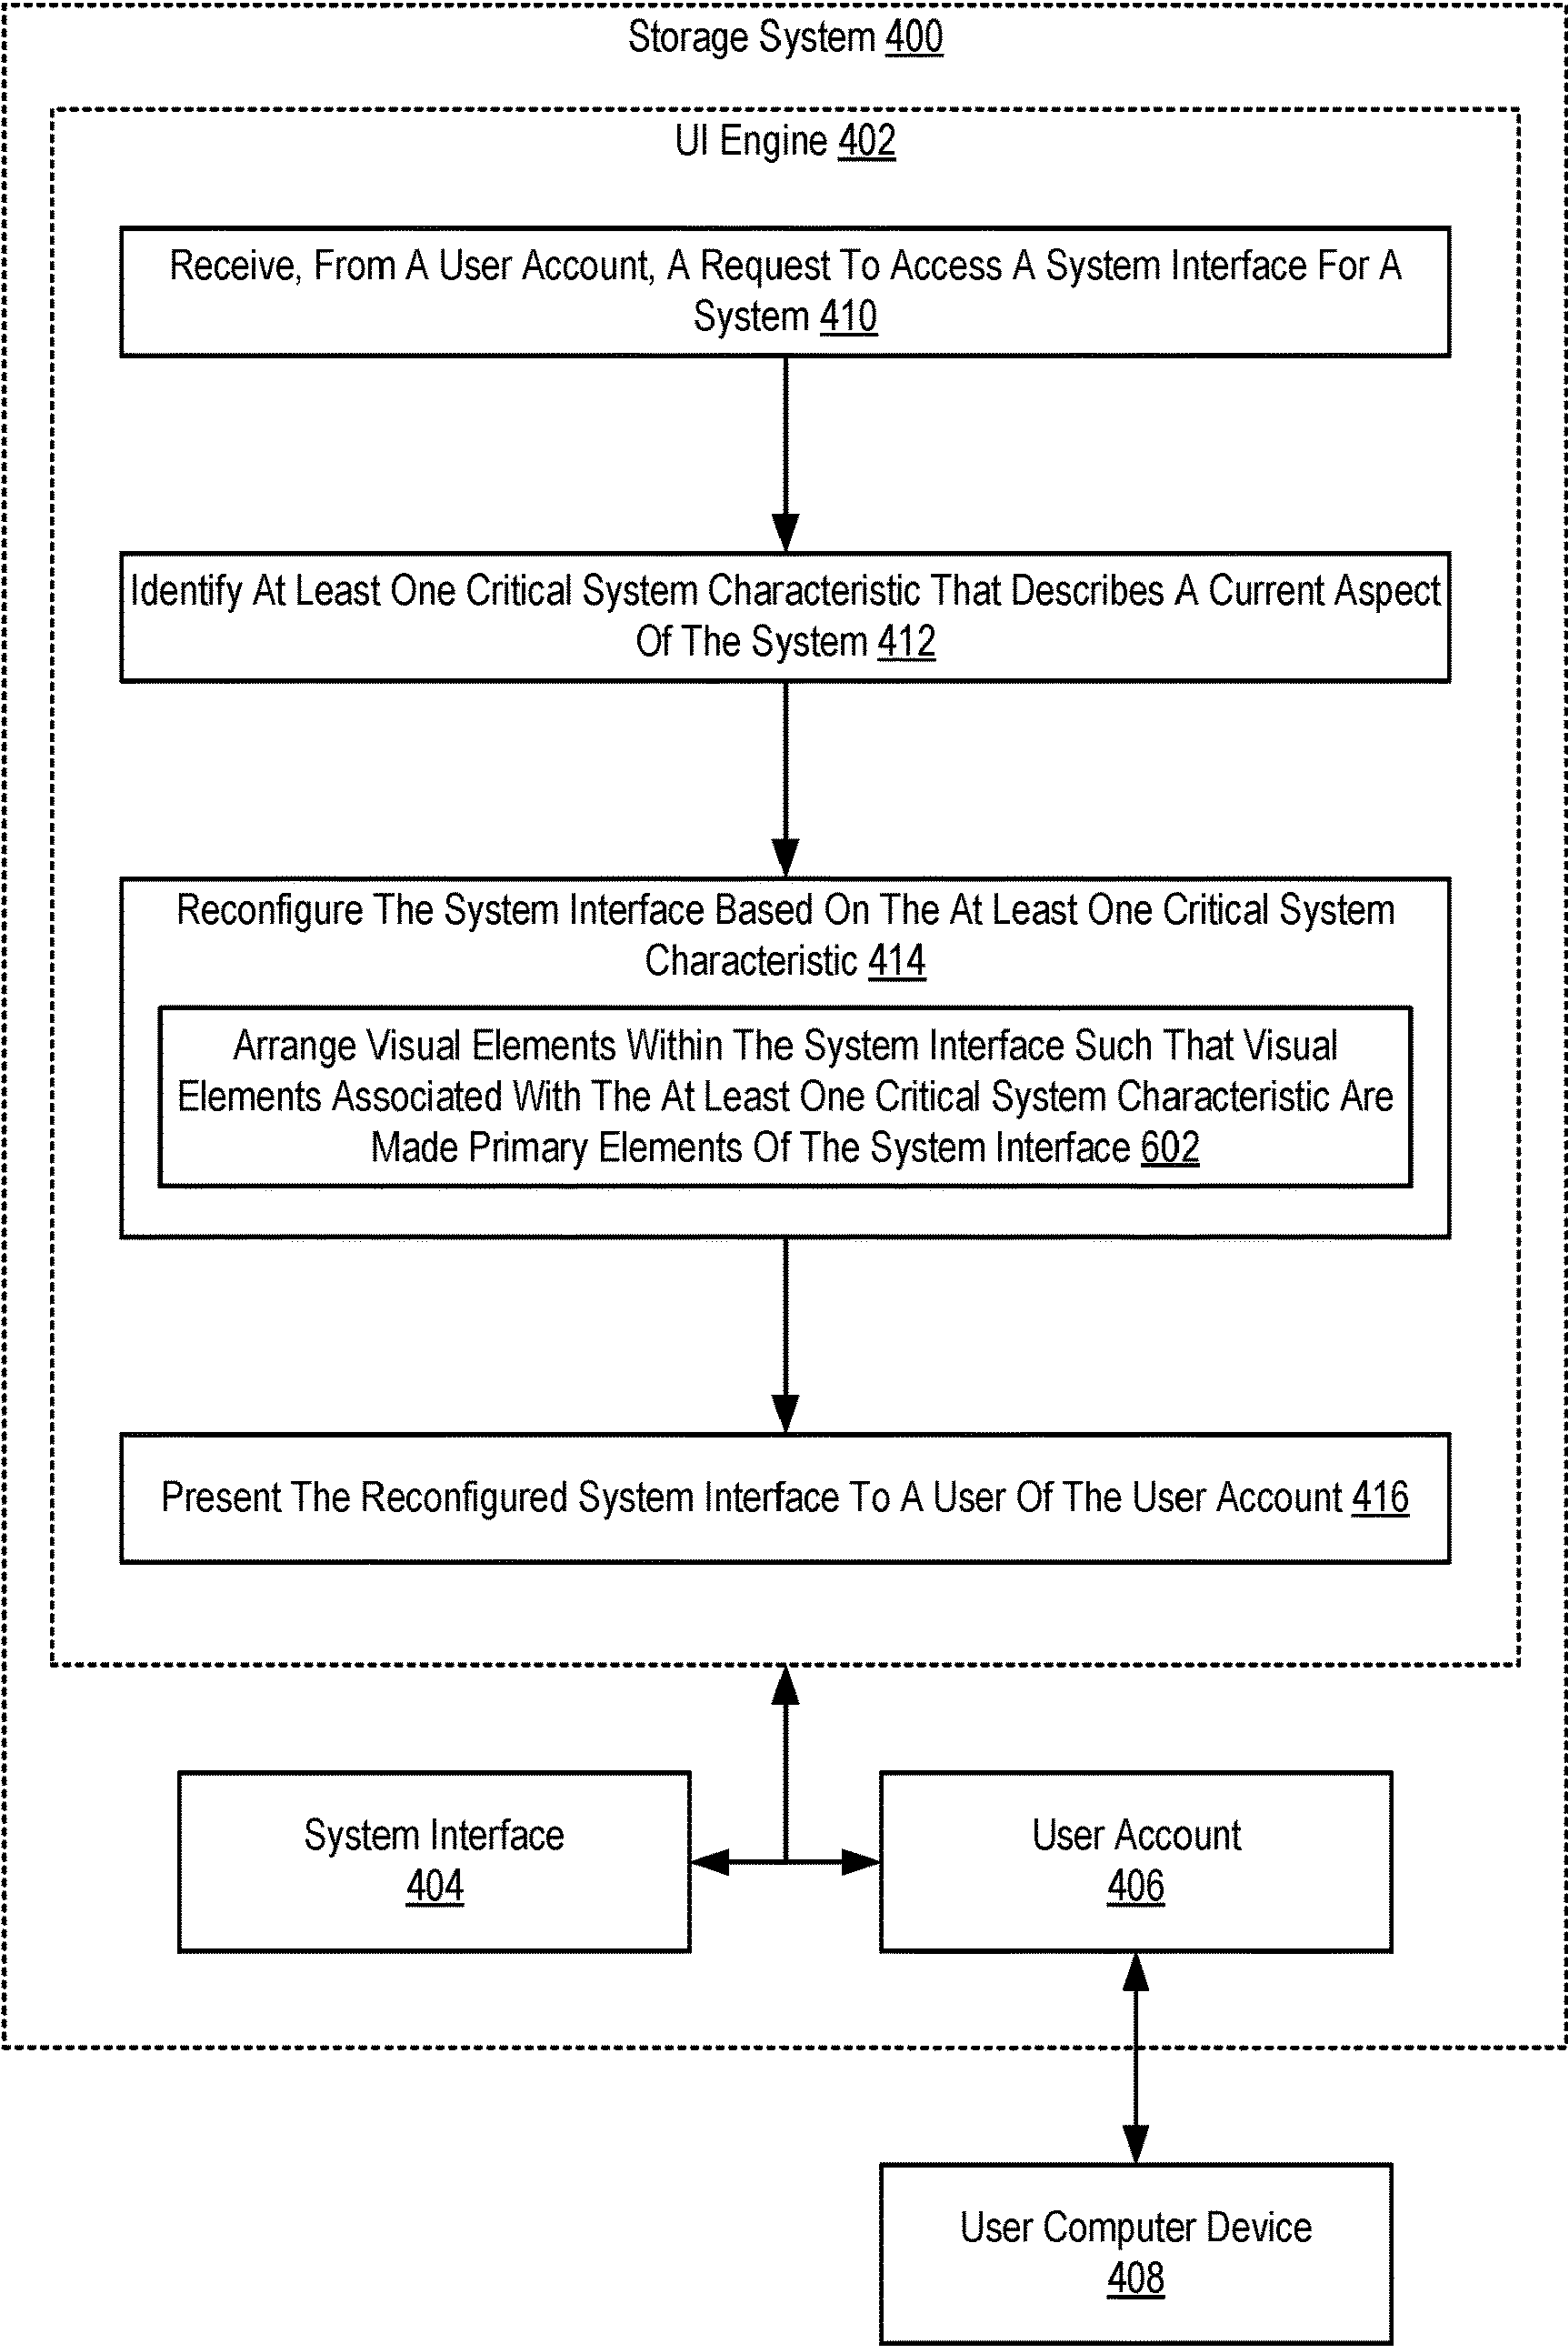 Storage System 400
UI Engine 402
Receive, From A User Account, A Request To Access A System Interface For A
System 410
Identify At Least One Critical System Characteristic That Describes A Current Aspect
Of The System 412
Reconfigure The System Interface Based On The At Least One Critical System
Characteristic 414
Arrange Visual Elements Within The System Interface Such That Visual
Elements Associated With The At Least One Critical System Characteristic Are
Made Primary Elements Of The System Interface 602
Present The Reconfigured System Interface To A User Of The User Account 416
System Interface
404
User Account
406
User Computer Device
408